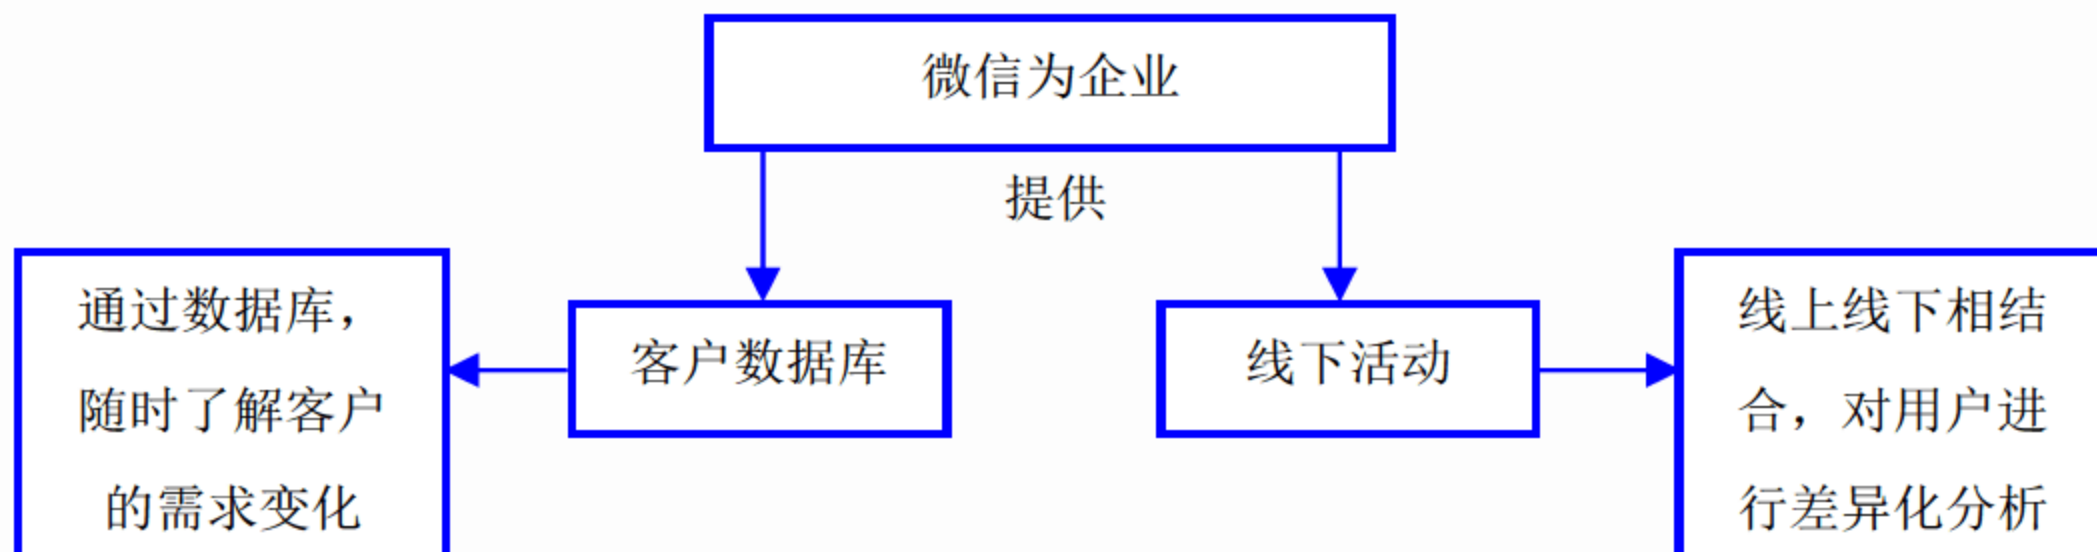 微信为企业
提供
通过数据库，
随时了解客户
的需求变化
客户数据库
线下活动
线上线下相结
合，对用户进
行差异化分析